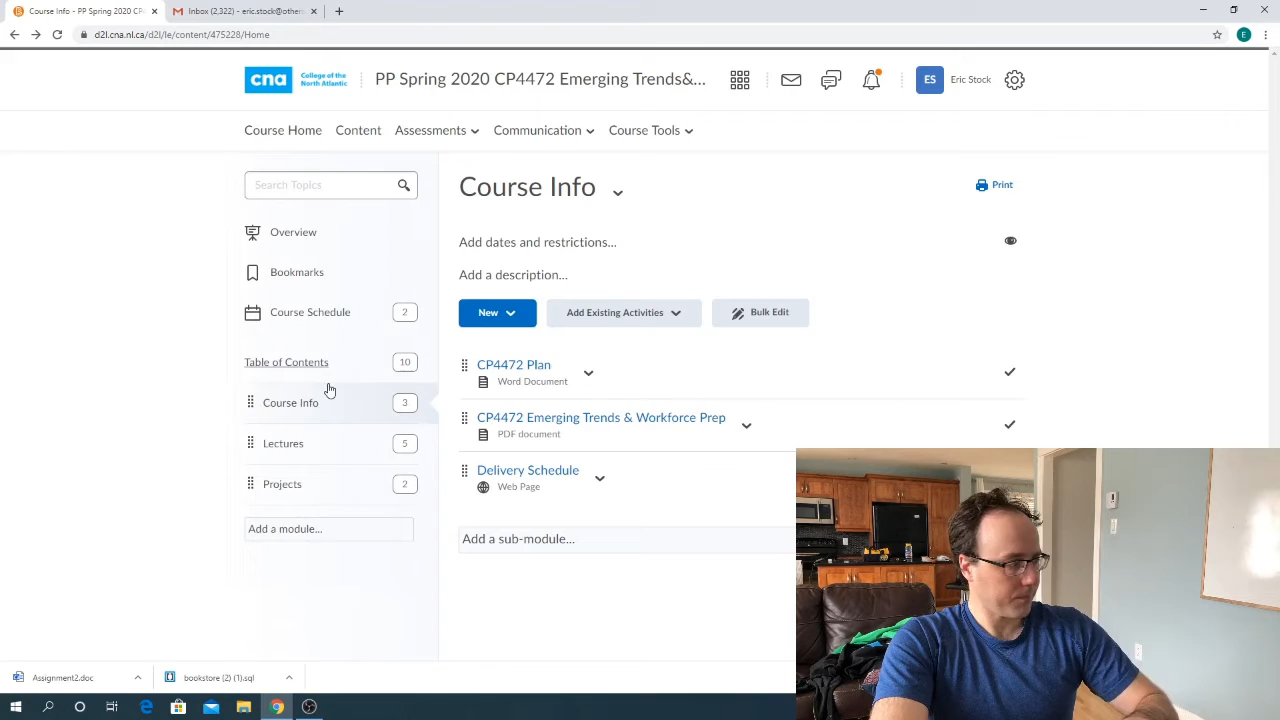 Course Info - PP Spring 2020 CP4
Inbox (2,322) - eric.stock@others
d2l.cna.nl.ca/d2l/le/content/475228/Home
E
cna College of the North Atlantic
PP Spring 2020 CP4472 Emerging Trends&...
ES Eric Stock
Course Home Content Assessments Communication Course Tools
Search Topics
Overview
Bookmarks
Course Schedule 2
Table of Contents 10
Course Info 3
Lectures 5
Projects 2
Add a module...
Course Info
Print
Add dates and restrictions...
Add a description...
New Add Existing Activities Bulk Edit
CP4472 Plan
Word Document
CP4472 Emerging Trends & Workforce Prep
PDF document
Delivery Schedule
Web Page
Add a sub-module...
Assignment2.doc
bookstore (2) (1).sql